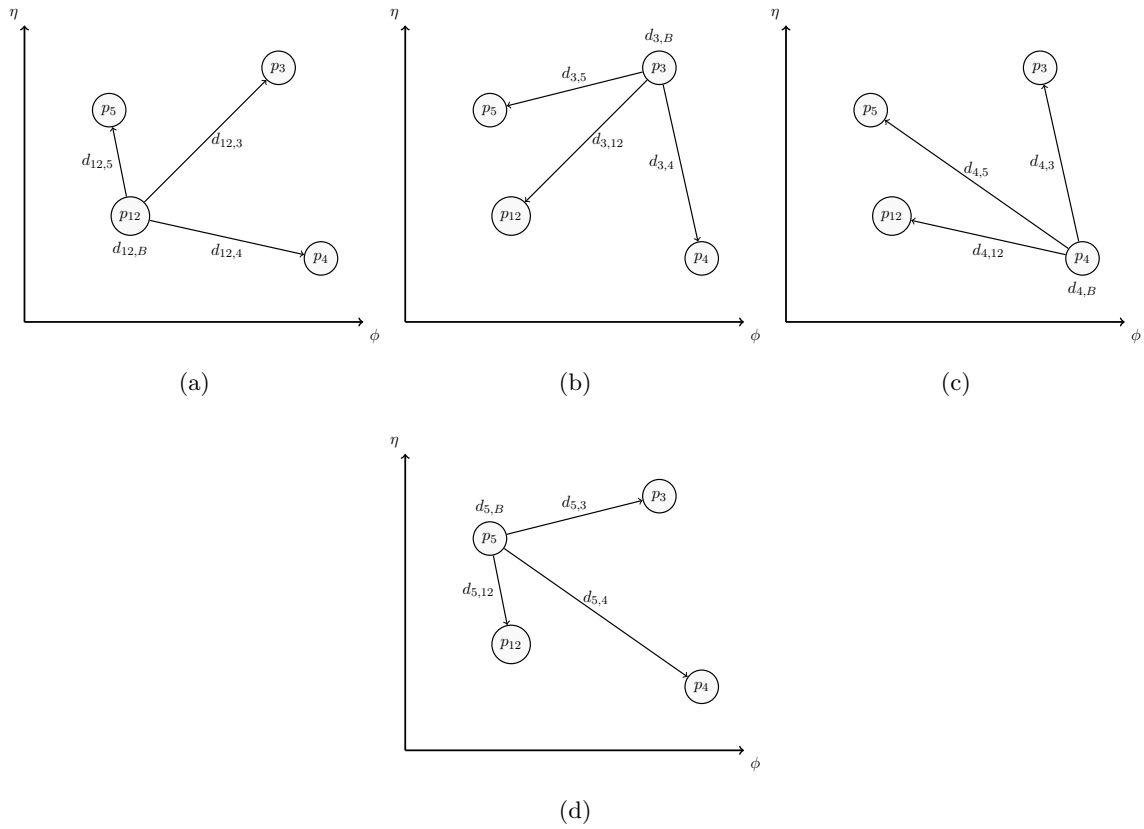 η
p₃
p₅
d₁₂,₃
d₁₂,₅
p₁₂
d₁₂,B
d₁₂,₄
p₄
ϕ
(a)
η
d₃,B
p₃
d₃,₅
p₅
d₃,₁₂
d₃,₄
p₁₂
p₄
ϕ
(b)
η
p₃
p₅
d₄,₃
d₄,₅
p₁₂
d₄,₁₂
p₄
d₄,B
ϕ
(c)
η
d₅,B
d₅,₃
p₃
p₅
d₅,₁₂
d₅,₄
p₁₂
p₄
ϕ
(d)